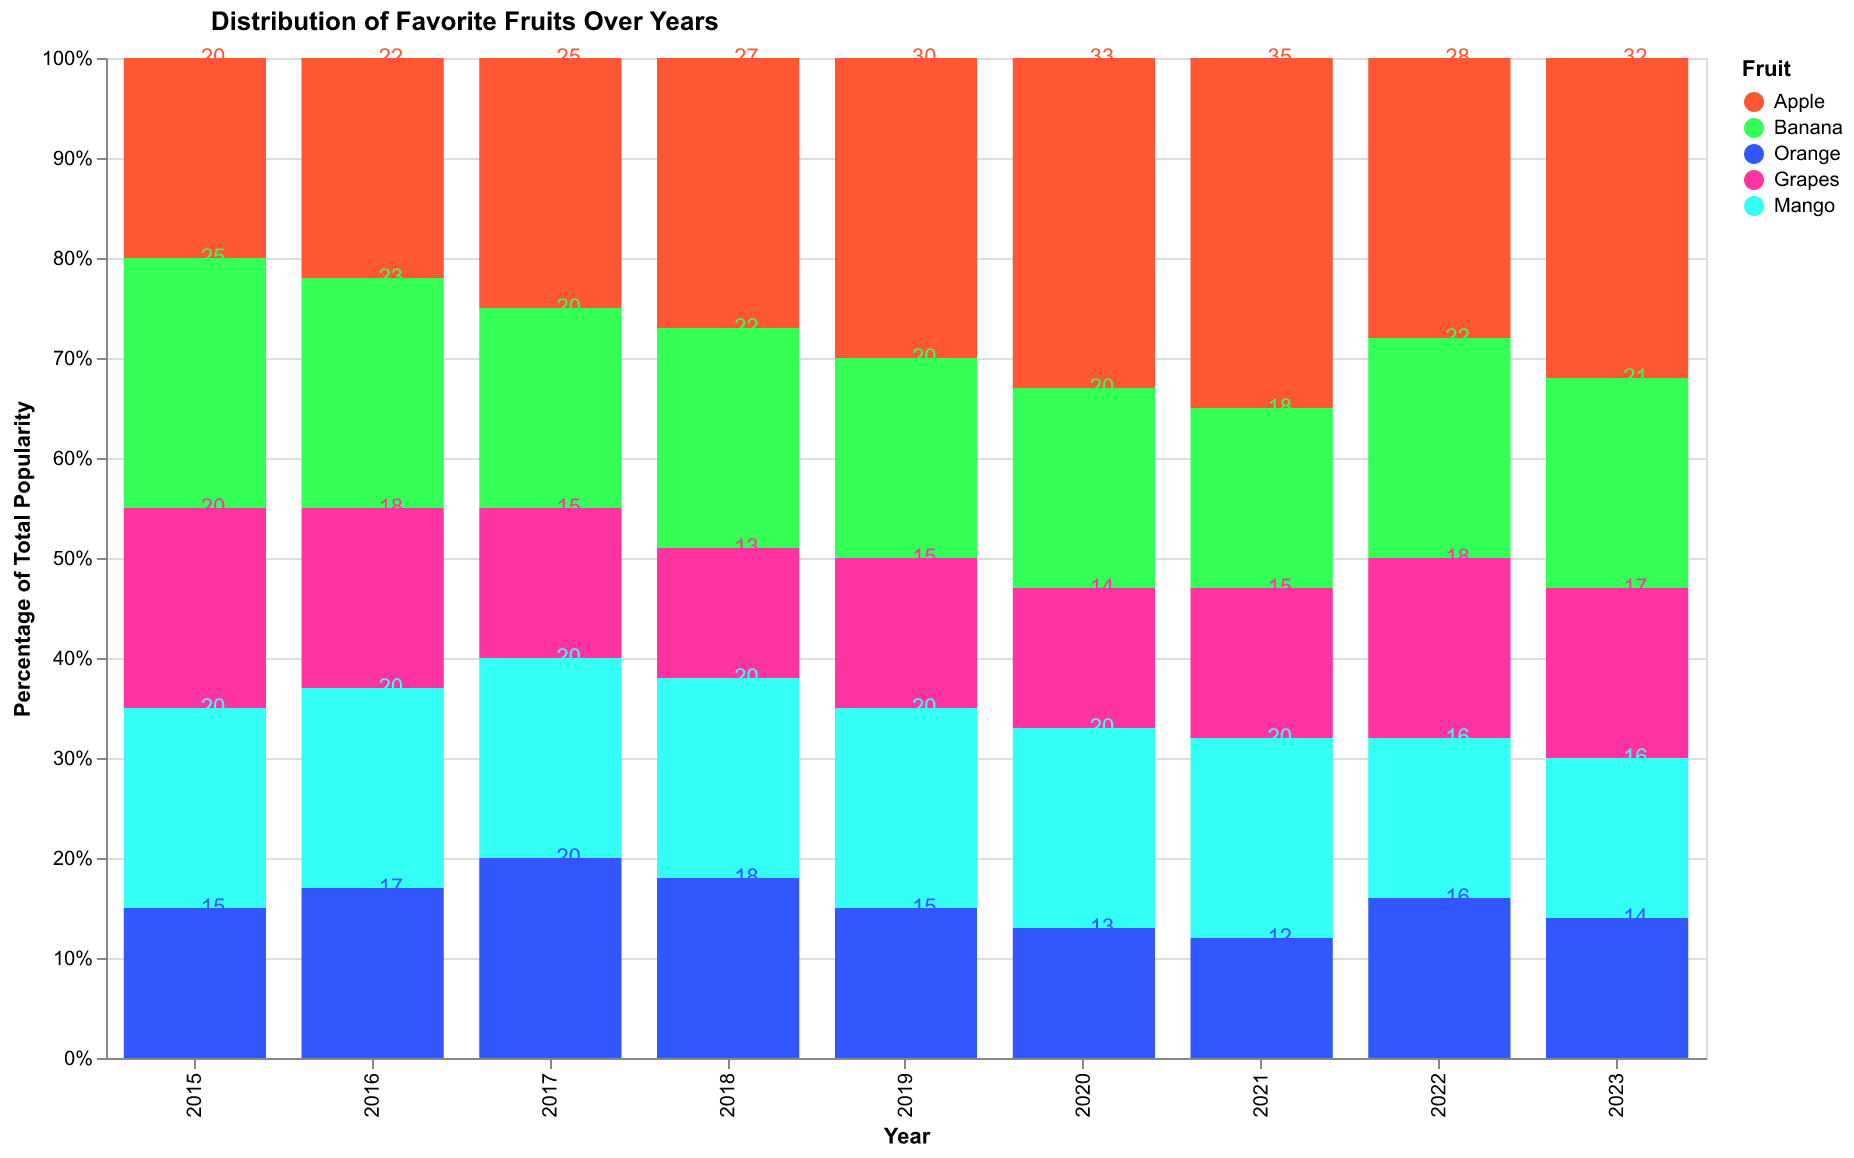 Distribution of Favorite Fruits Over Years
Fruit
Apple
Banana
Orange
Grapes
Mango
Percentage of Total Popularity
100%
90%
80%
70%
60%
50%
40%
30%
20%
10%
0%
20 22 25 27 30 33 35 28 32
25 23 20 22 20 20 18 22 21
20 18 15 13 15 14 15 18 17
20 20 20 20 20 20 20 16 16
15 17 20 18 15 13 12 16 14
2015 2016 2017 2018 2019 2020 2021 2022 2023
Year